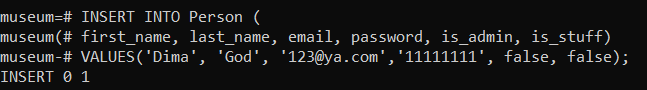 museum=# INSERT INTO Person (
museum(# first_name, last_name, email, password, is_admin, is_stuff)
museum-# VALUES('Dima', 'God', '123@ya.com','11111111', false, false);
INSERT 0 1